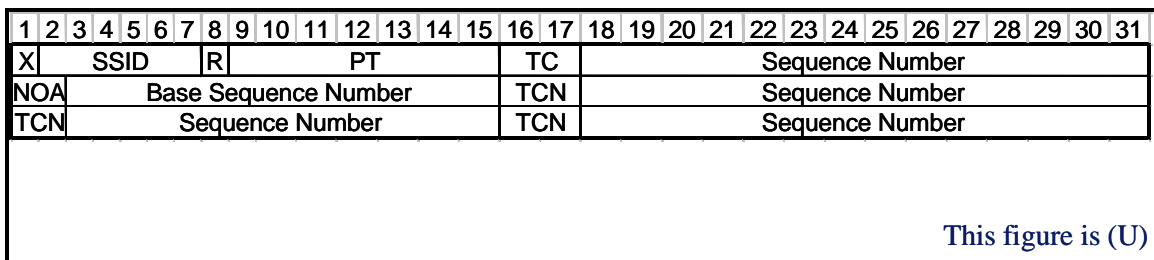 1 2 3 4 5 6 7 8 9 10 11 12 13 14 15 16 17 18 19 20 21 22 23 24 25 26 27 28 29 30 31
X SSID R PT TC Sequence Number
NOA Base Sequence Number TCN Sequence Number
TCN Sequence Number TCN Sequence Number
This figure is (U)